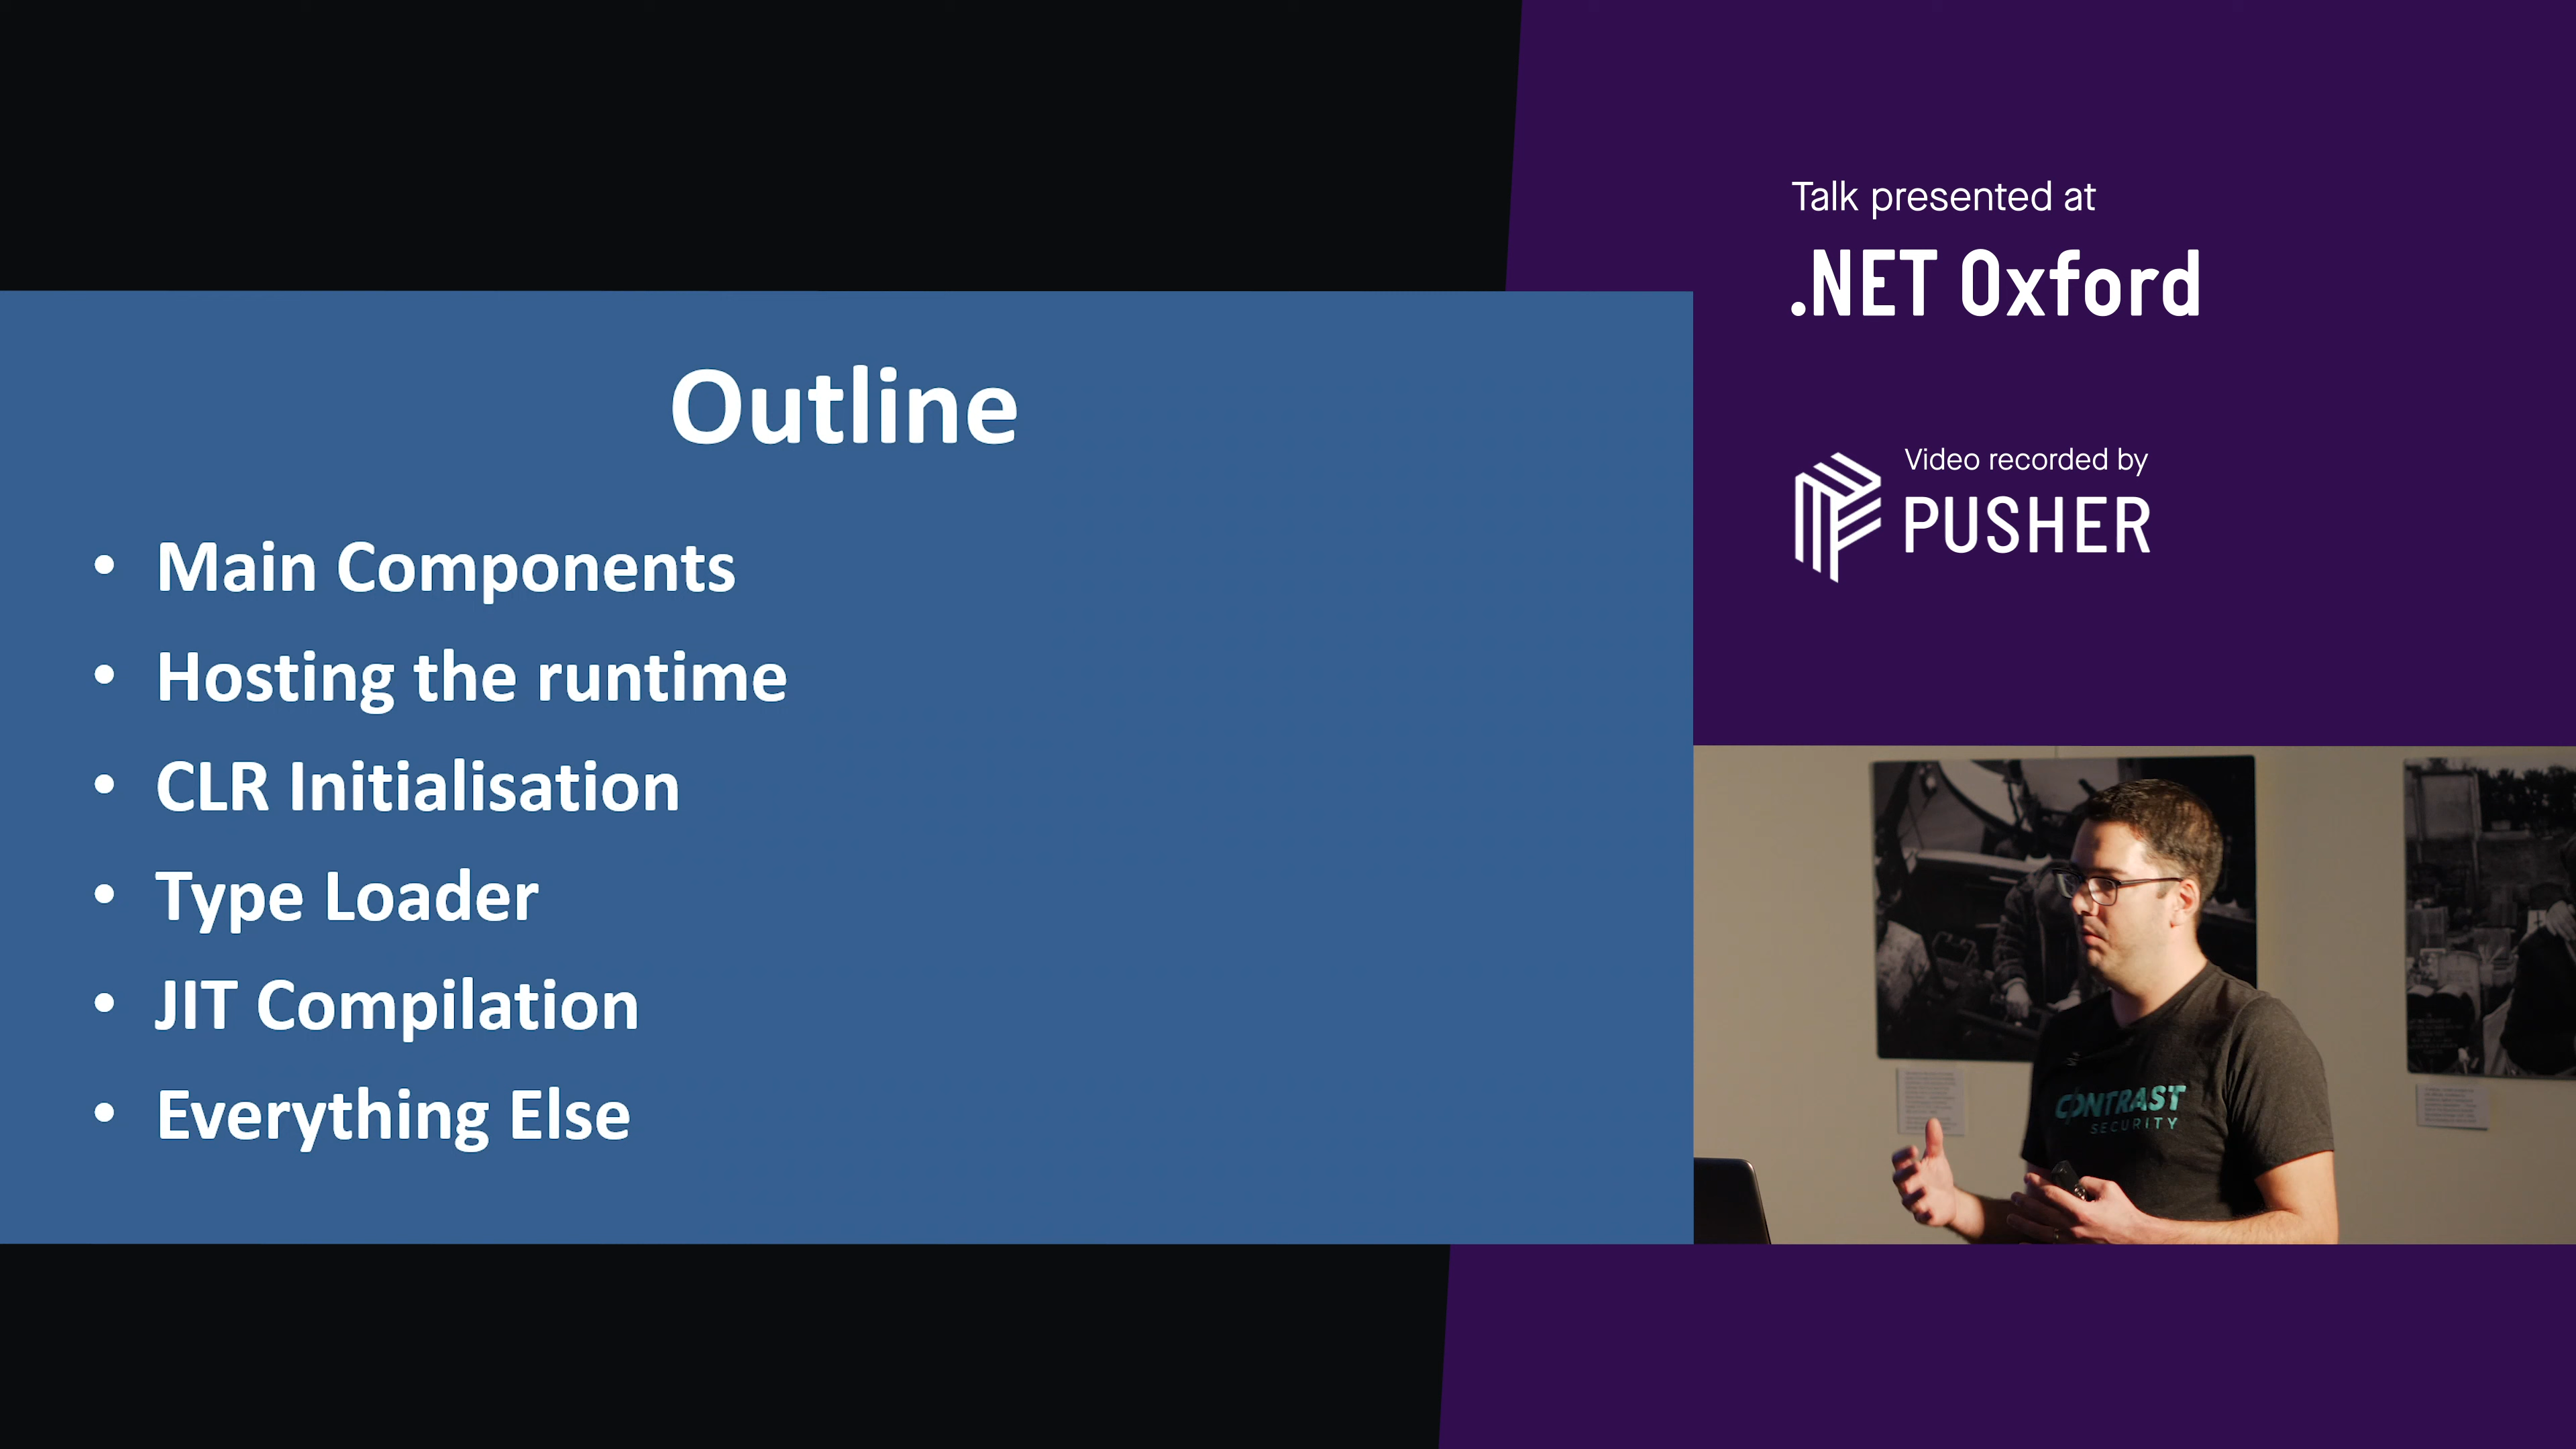 Outline
• Main Components
• Hosting the runtime
• CLR Initialisation
• Type Loader
• JIT Compilation
• Everything Else
Talk presented at
.NET Oxford
Video recorded by
PUSHER
CONTRAST
SECURITY